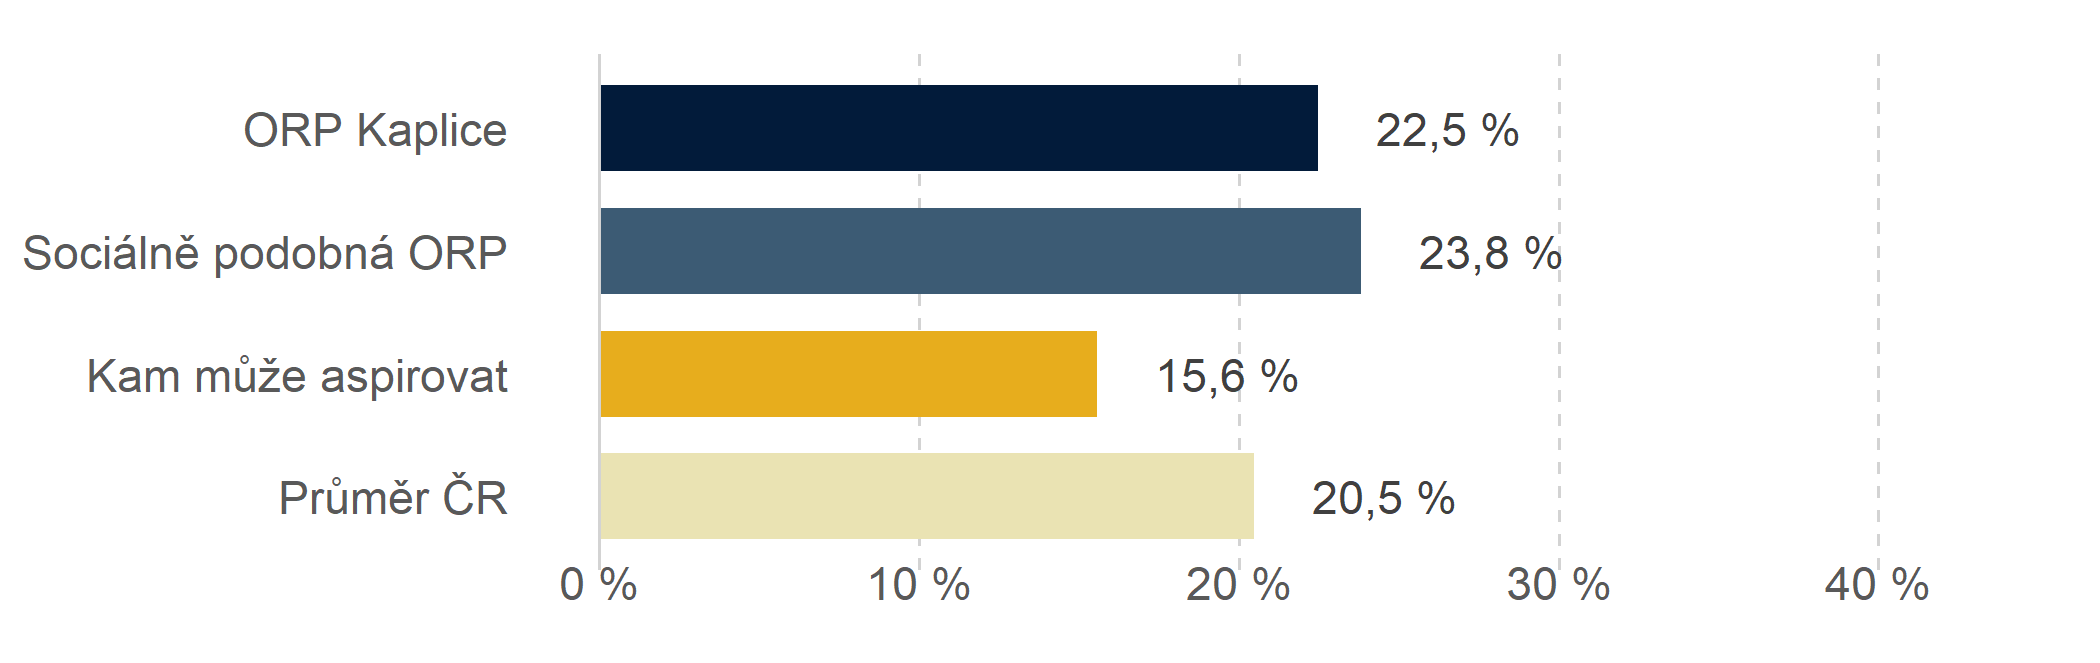 ORP Kaplice
22,5 %
Sociálně podobná ORP
23,8 %
Kam může aspirovat
15,6 %
Průměr ČR
20,5 %
0 %
10 %
20 %
30 %
40 %